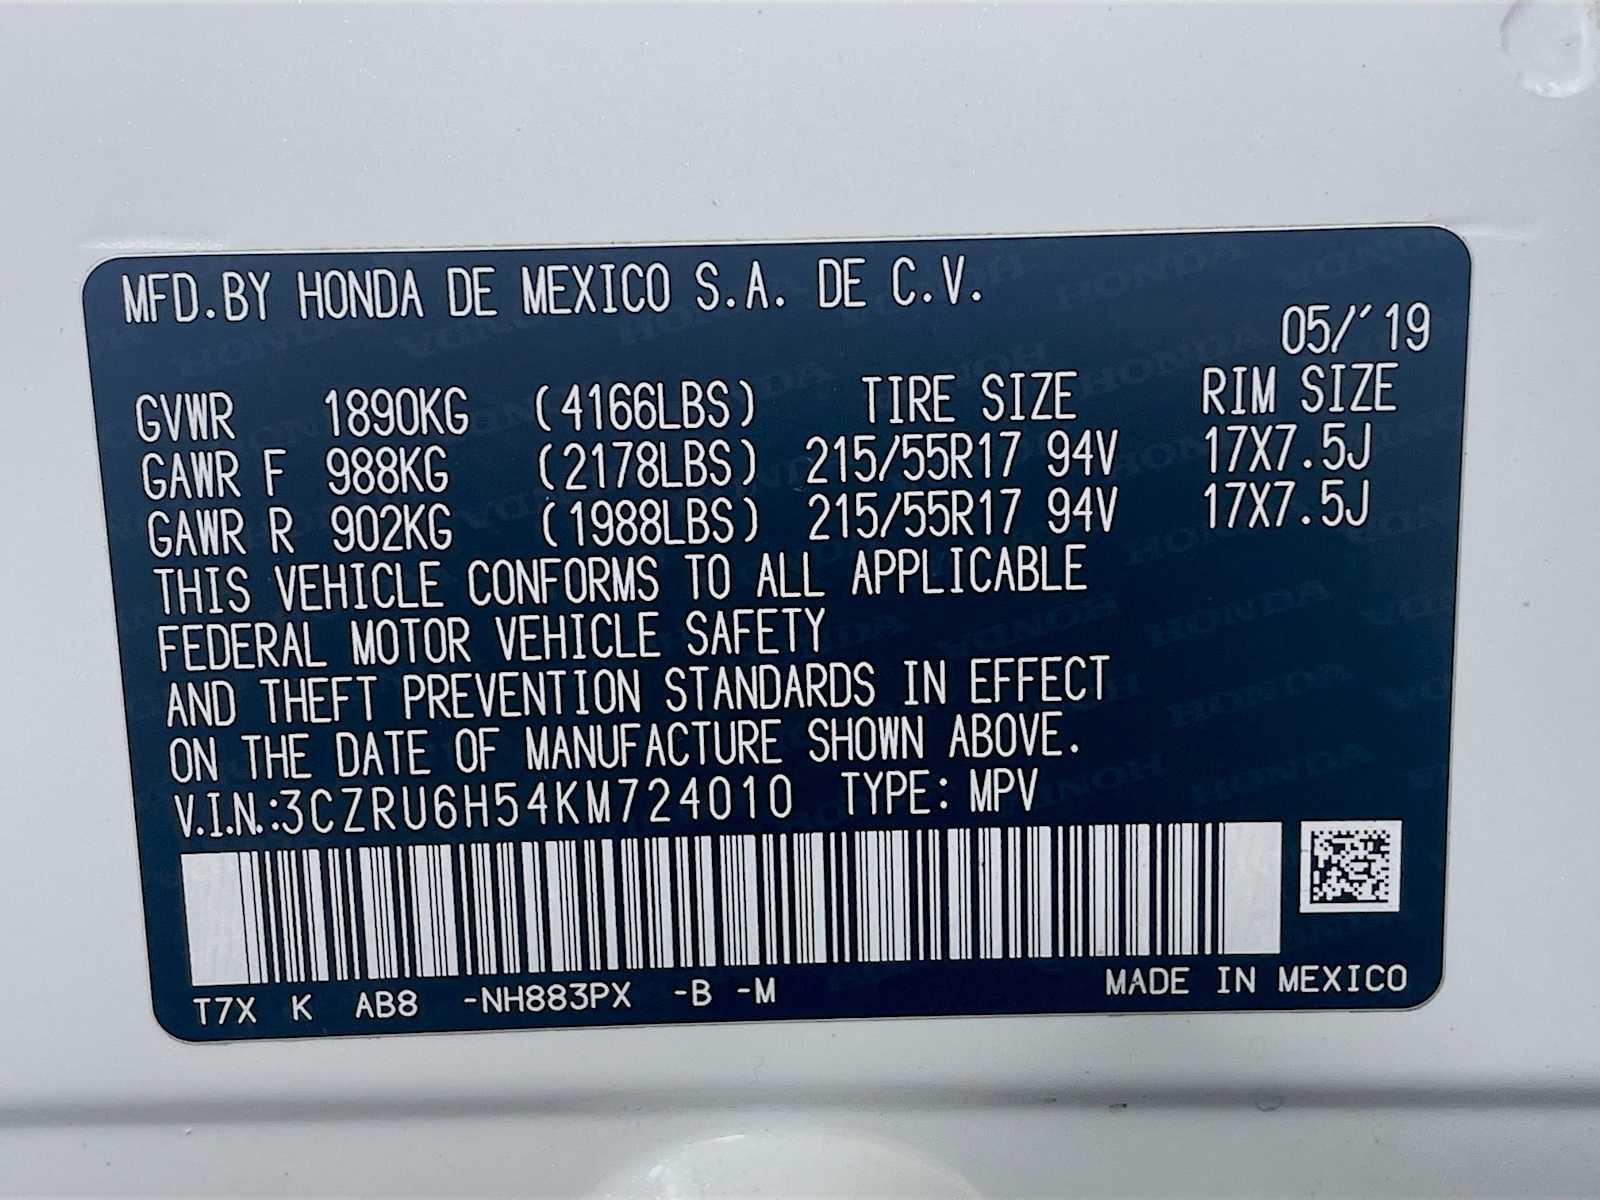 MFD.BY HONDA DE MEXICO S.A. DE C.V.
05/'19
GVWR 1890KG (4166LBS) TIRE SIZE RIM SIZE
GAWR F 988KG (2178LBS) 215/55R17 94V 17X7.5J
GAWR R 902KG (1988LBS) 215/55R17 94V 17X7.5J
THIS VEHICLE CONFORMS TO ALL APPLICABLE
FEDERAL MOTOR VEHICLE SAFETY
AND THEFT PREVENTION STANDARDS IN EFFECT
ON THE DATE OF MANUFACTURE SHOWN ABOVE.
V.I.N.:3CZRU6H54KM724010 TYPE: MPV
T7X K AB8 -NH883PX -B -M MADE IN MEXICO